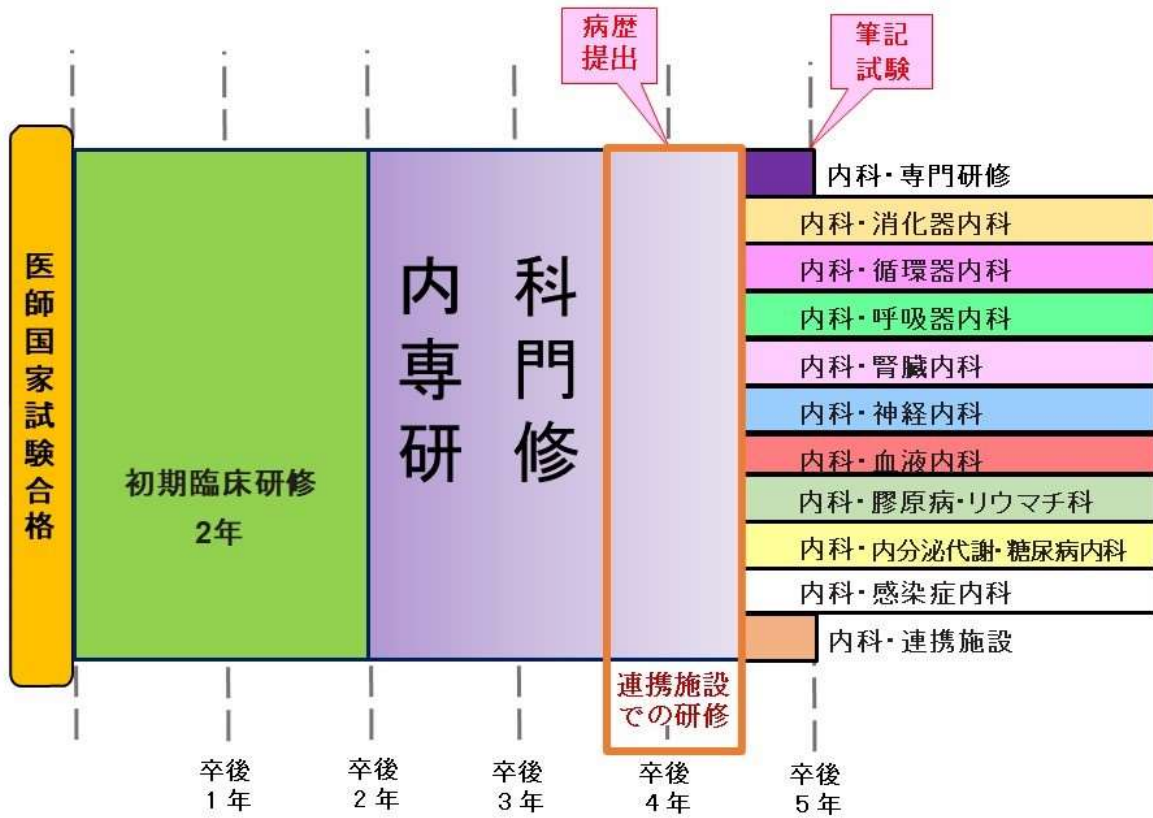 病歴
提出
筆記
試験
医師国家試験合格
初期臨床研修
2年
内科
専門
研修
内科・専門研修
内科・消化器内科
内科・循環器内科
内科・呼吸器内科
内科・腎臓内科
内科・神経内科
内科・血液内科
内科・膠原病・リウマチ科
内科・内分泌代謝・糖尿病内科
内科・感染症内科
内科・連携施設
連携施設
での研修
卒後
1年
卒後
2年
卒後
3年
卒後
4年
卒後
5年